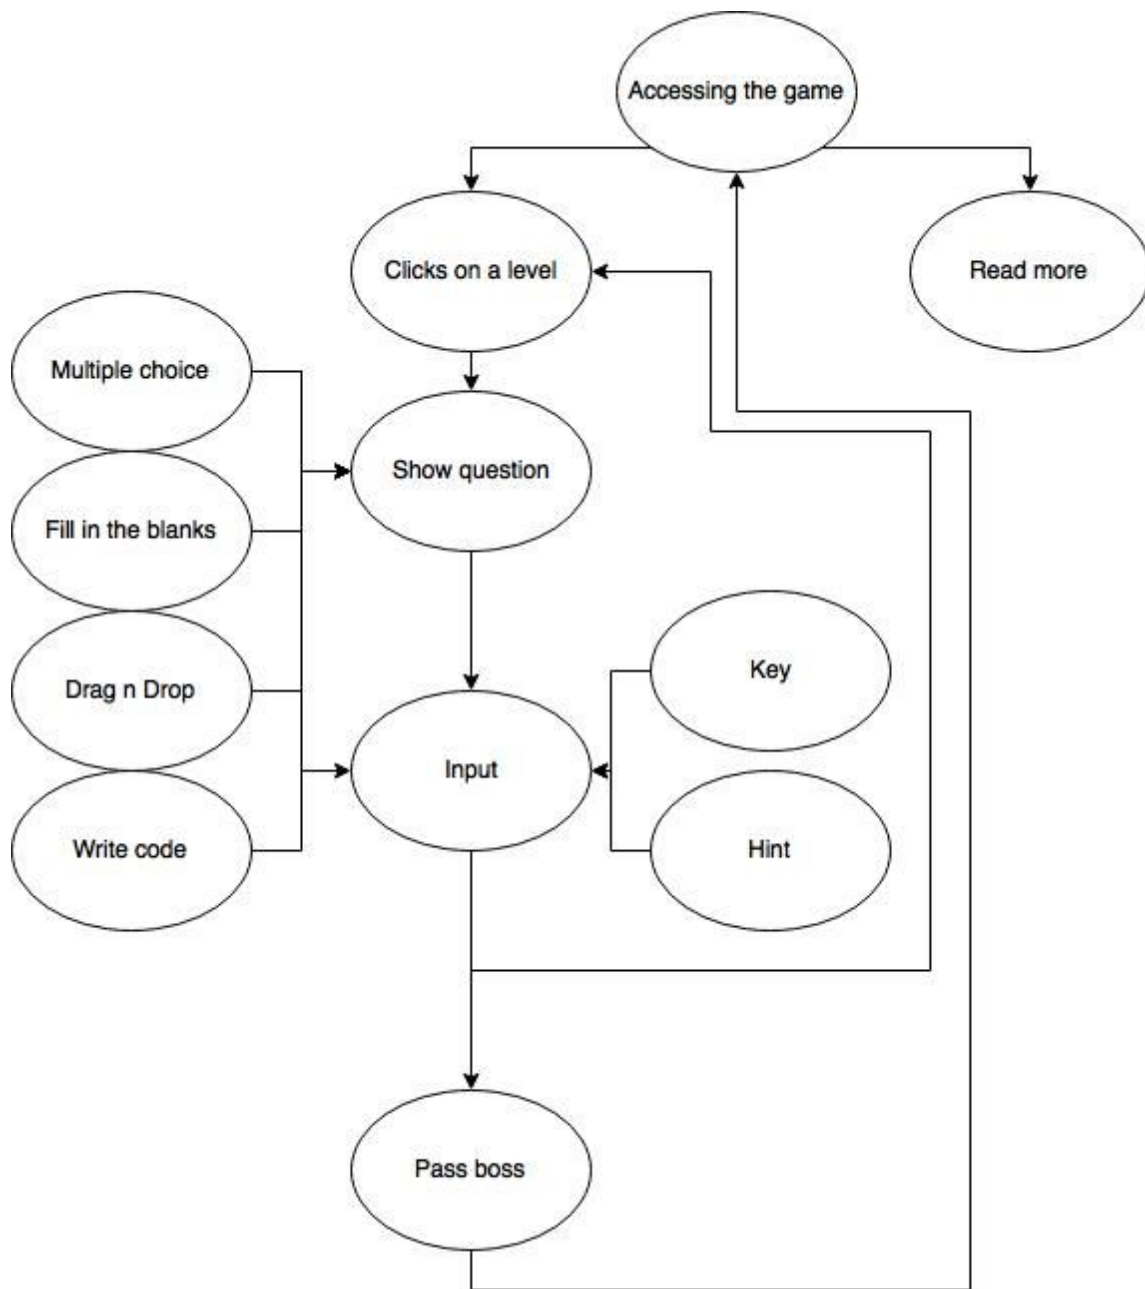 Accessing the game
Clicks on a level
Read more
Multiple choice
Show question
Fill in the blanks
Key
Drag n Drop
Input
Write code
Hint
Pass boss